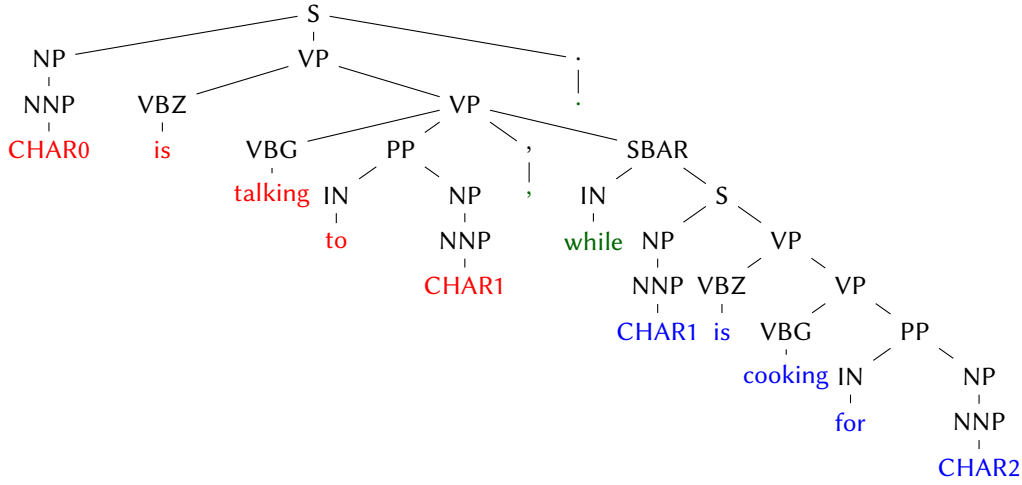 S
NP VP .
NNP VBZ VP .
CHAR0 is VBG PP , SBAR
talking IN NP , IN S
to NNP while NP VP
CHAR1 NNP VBZ VP
CHAR1 is VBG PP
cooking IN NP
for NNP
CHAR2